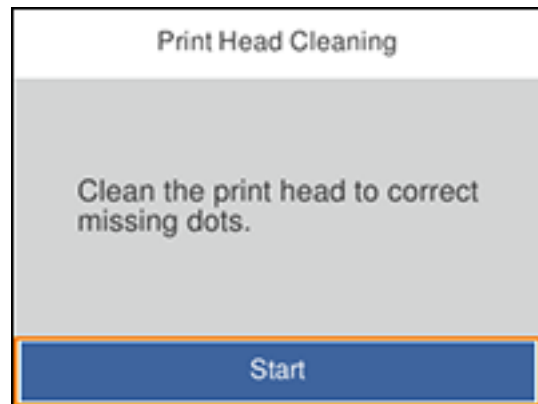 Print Head Cleaning
Clean the print head to correct
missing dots.
Start